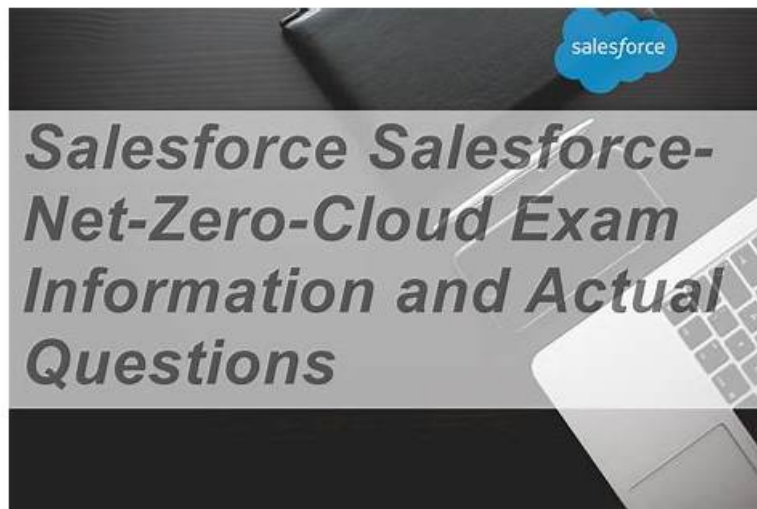 salesforce
Salesforce Salesforce-
Net-Zero-Cloud Exam
Information and Actual
Questions